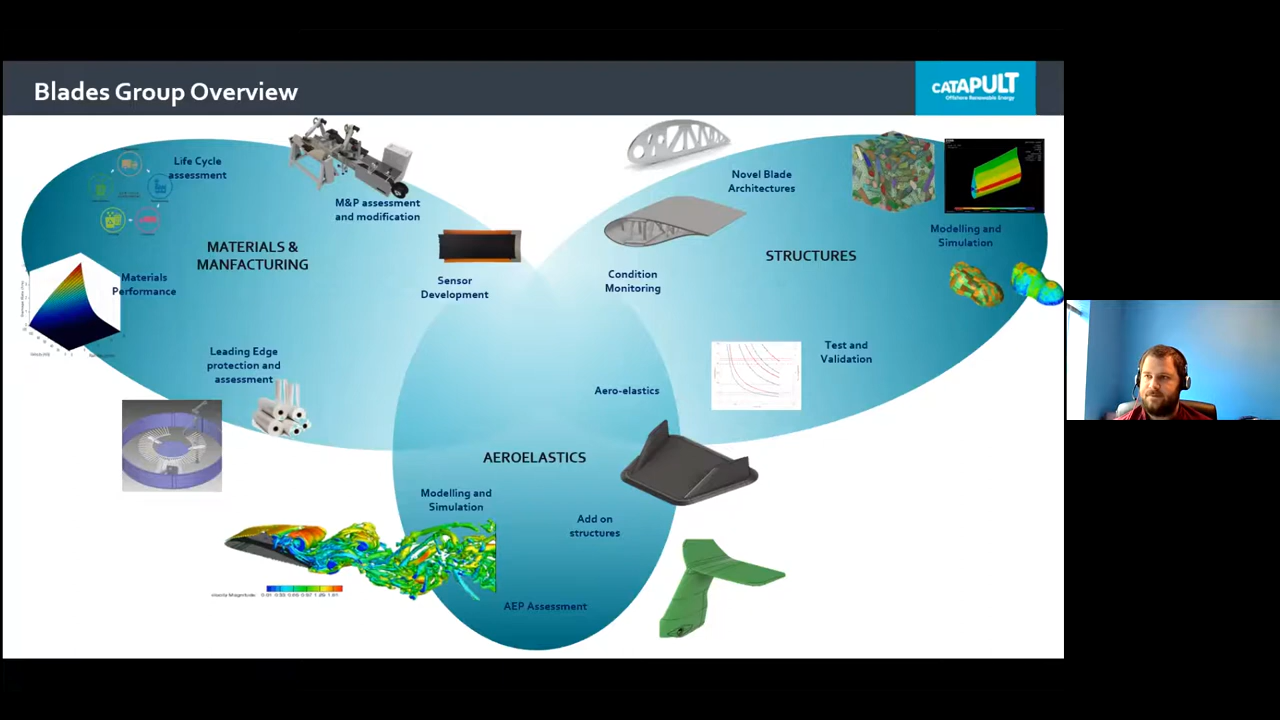 Blades Group Overview
CATAPULT
Offshore Renewable Energy
Life Cycle
assessment
M&P assessment
and modification
MATERIALS &
MANFACTURING
Materials
Performance
Sensor
Development
Leading Edge
protection and
assessment
Novel Blade
Architectures
STRUCTURES
Modelling and
Simulation
Condition
Monitoring
Test and
Validation
Aero-elastics
AEROELASTICS
Modelling and
Simulation
Add on
structures
AEP Assessment